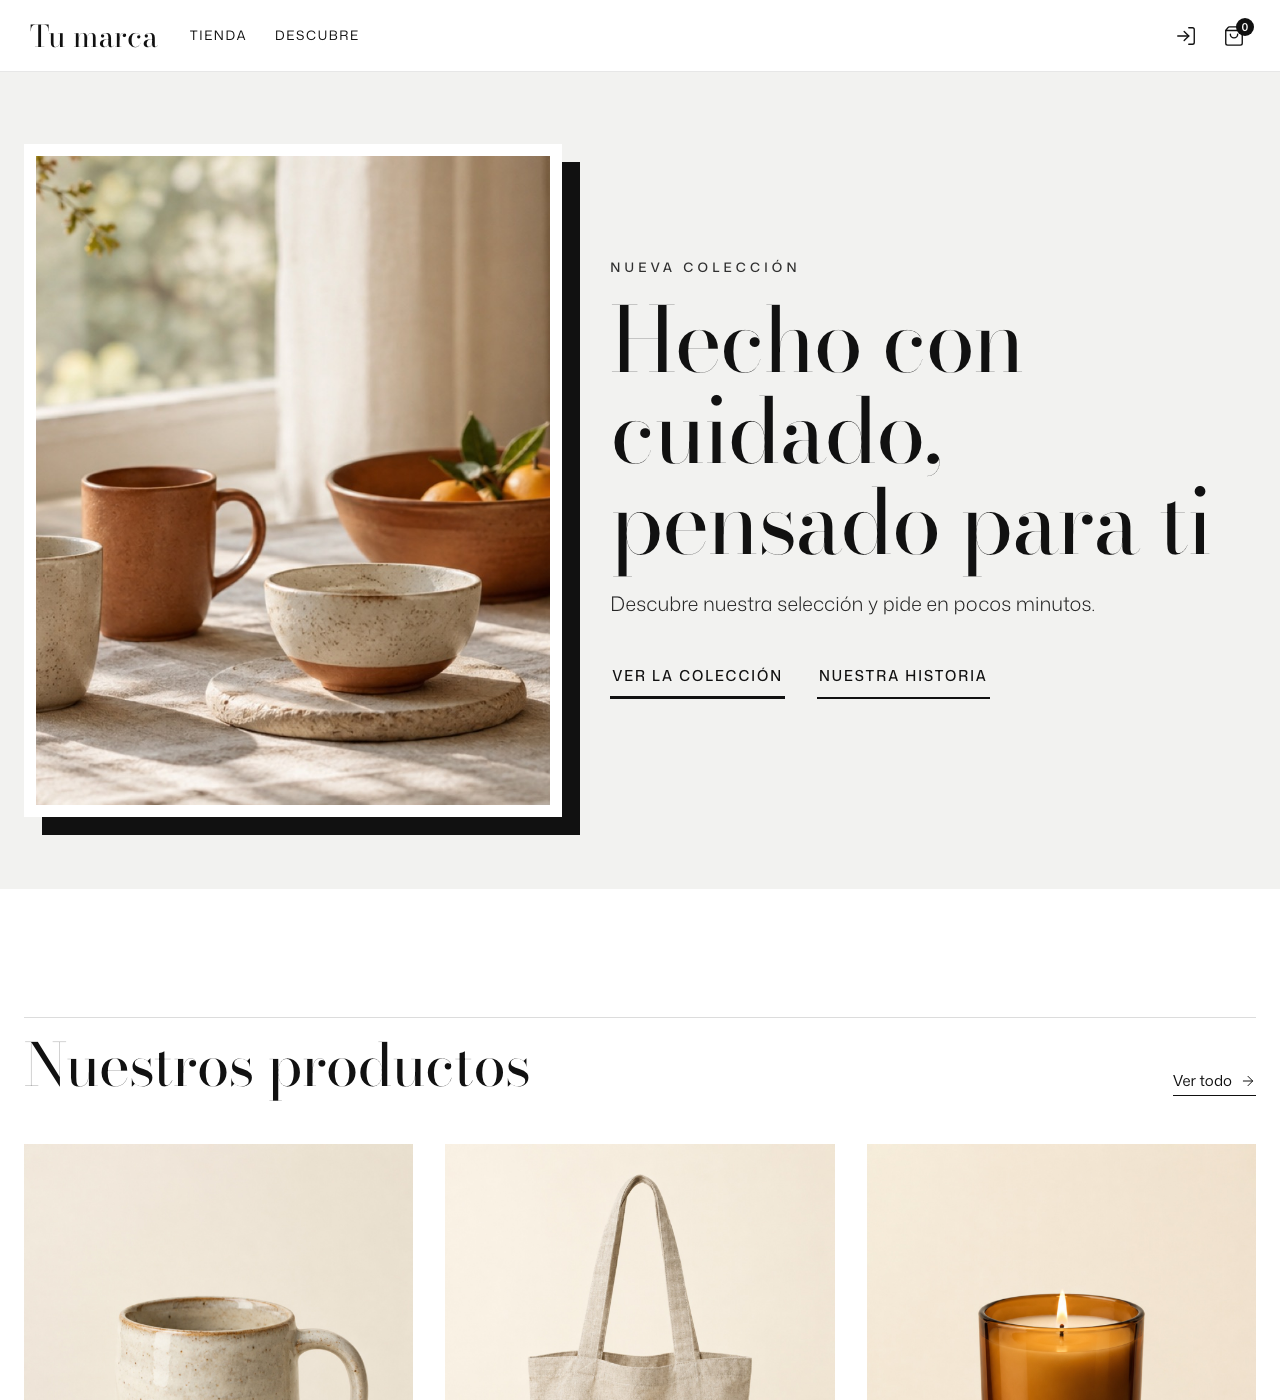 Tu marca
TIENDA
DESCUBRE
0
NUEVA COLECCIÓN
Hecho con
cuidado,
pensado para ti
Descubre nuestra selección y pide en pocos minutos.
VER LA COLECCIÓN
NUESTRA HISTORIA
Nuestros productos
Ver todo